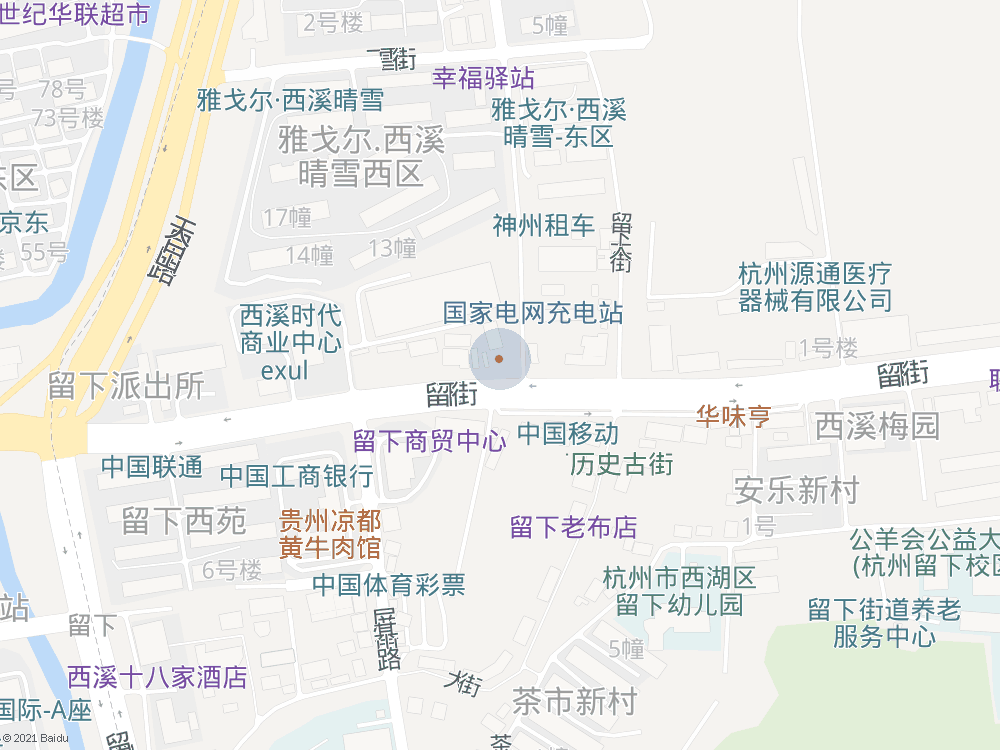 世纪华联超市
2号楼
5幢
雪街
幸福驿站
78号
73号楼
雅戈尔·西溪晴雪
雅戈尔·西溪
晴雪-东区
雅戈尔.西溪
晴雪西区
东区
京东
55号
17幢
14幢
13幢
神州租车
留下大街
天目山路
杭州源通医疗
器械有限公司
西溪时代
商业中心
exul
国家电网充电站
1号楼
留下派出所
留街
留街
华味亨
西溪梅园
留下商贸中心
中国移动
中国联通
中国工商银行
历史古街
安乐新村
1号
留下西苑
贵州凉都
黄牛肉馆
留下老布店
公羊会公益大
(杭州留下校区
6号楼
中国体育彩票
杭州市西湖区
留下幼儿园
留下街道养老
服务中心
站
留下
屏基路
5幢
西溪十八家酒店
大街
茶市新村
国际-A座
留
茶
© 2021 Baidu